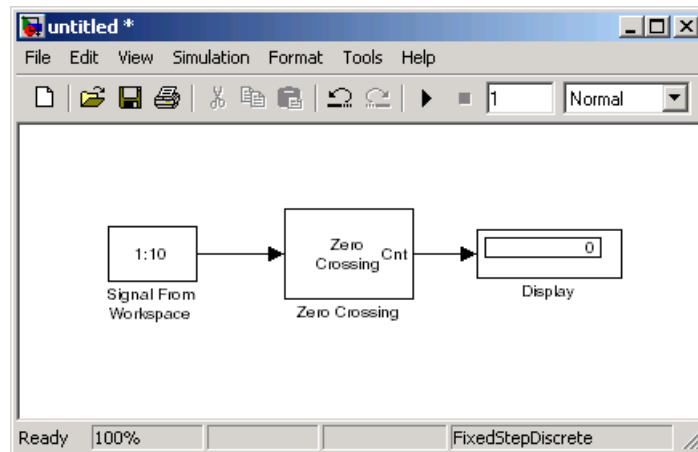 untitled *
File Edit View Simulation Format Tools Help
1 Normal
1:10
Signal From
Workspace
Zero
Crossing
Cnt
Zero Crossing
0
Display
Ready 100% FixedStepDiscrete